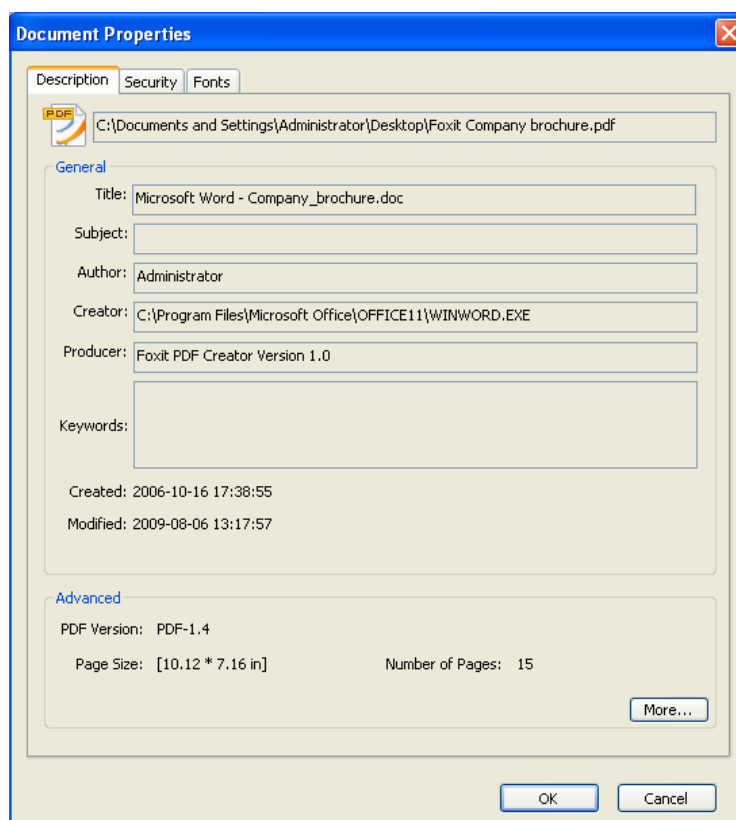 Document Properties
Description Security Fonts
PDF
C:\Documents and Settings\Administrator\Desktop\Foxit Company brochure.pdf
General
Title: Microsoft Word - Company_brochure.doc
Subject:
Author: Administrator
Creator: C:\Program Files\Microsoft Office\OFFICE11\WINWORD.EXE
Producer: Foxit PDF Creator Version 1.0
Keywords:
Created: 2006-10-16 17:38:55
Modified: 2009-08-06 13:17:57
Advanced
PDF Version: PDF-1.4
Page Size: [10.12 * 7.16 in] Number of Pages: 15
More...
OK Cancel